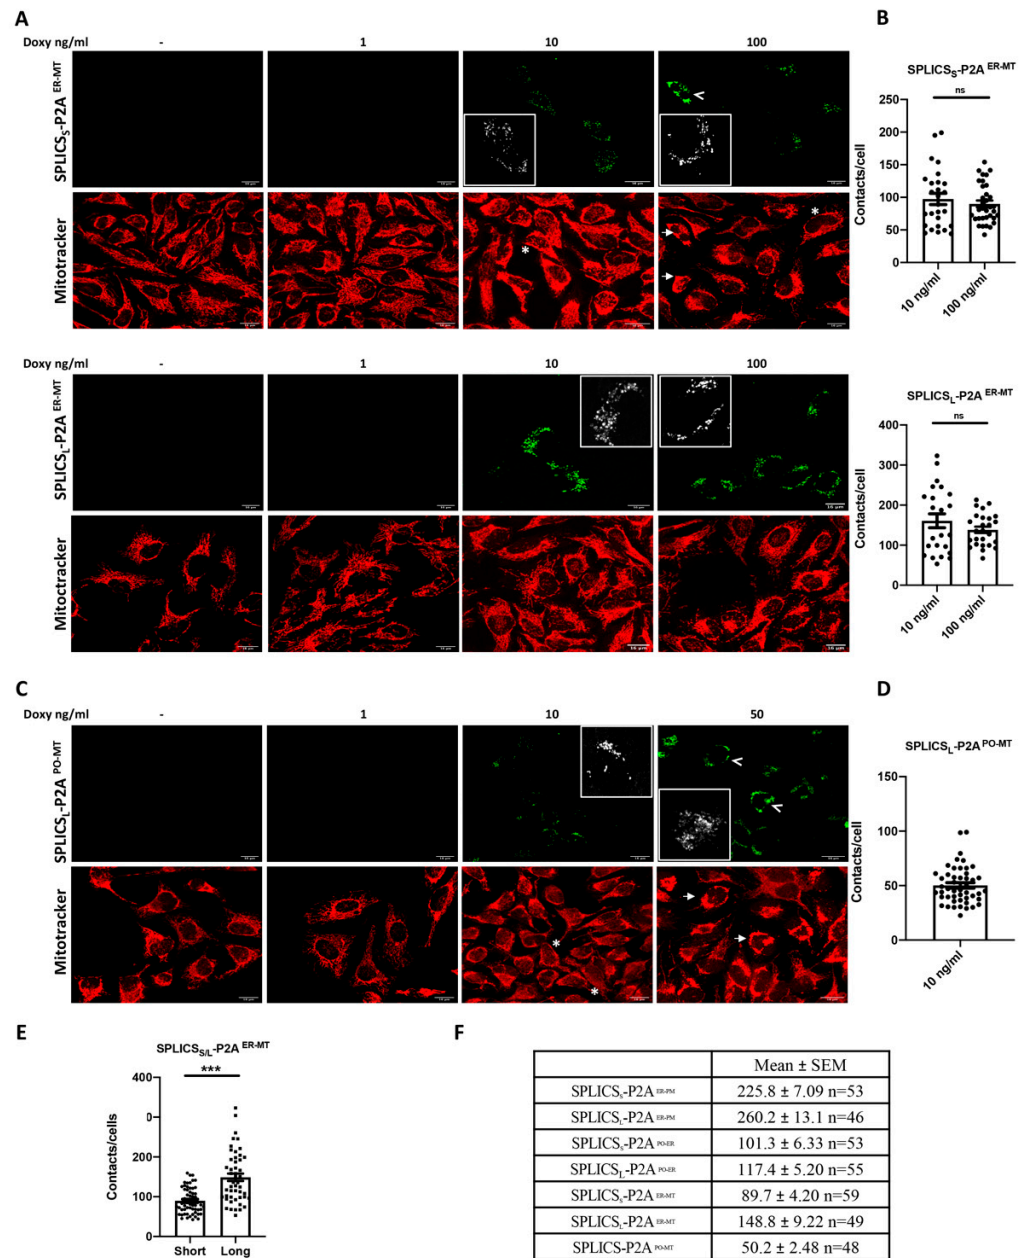 A
Doxy ng/ml - 1 10 100
SPLICSS-P2A ER-MT
Mitotracker
B
SPLICSS-P2A ER-MT
ns
Contacts/cell
250
200
150
100
50
0
10 ng/ml
100 ng/ml
Doxy ng/ml - 1 10 100
SPLICSL-P2A ER-MT
16 µm
Mitoctracker
16 µm
SPLICSL-P2A ER-MT
ns
Contacts/cell
400
300
200
100
0
10 ng/ml
100 ng/ml
C
Doxy ng/ml - 1 10 50
SPLICSL-P2A PO-MT
Mitotracker
*
*
D
SPLICSL-P2A PO-MT
Contacts/cell
150
100
50
0
10 ng/ml
E
SPLICSS/L-P2A ER-MT
***
Contacts/cells
400
0
200
100
0
Short Long
F
Mean ± SEM
SPLICSs-P2A ER-PM 225.8 ± 7.09 n=53
SPLICSL-P2A ER-PM 260.2 ± 13.1 n=46
SPLICSs-P2A PO-ER 101.3 ± 6.33 n=53
SPLICSL-P2A PO-ER 117.4 ± 5.20 n=55
SPLICSs-P2A ER-MT 89.7 ± 4.20 n=59
SPLICSL-P2A ER-MT 148.8 ± 9.22 n=49
SPLICS-P2A PO-MT 50.2 ± 2.48 n=48